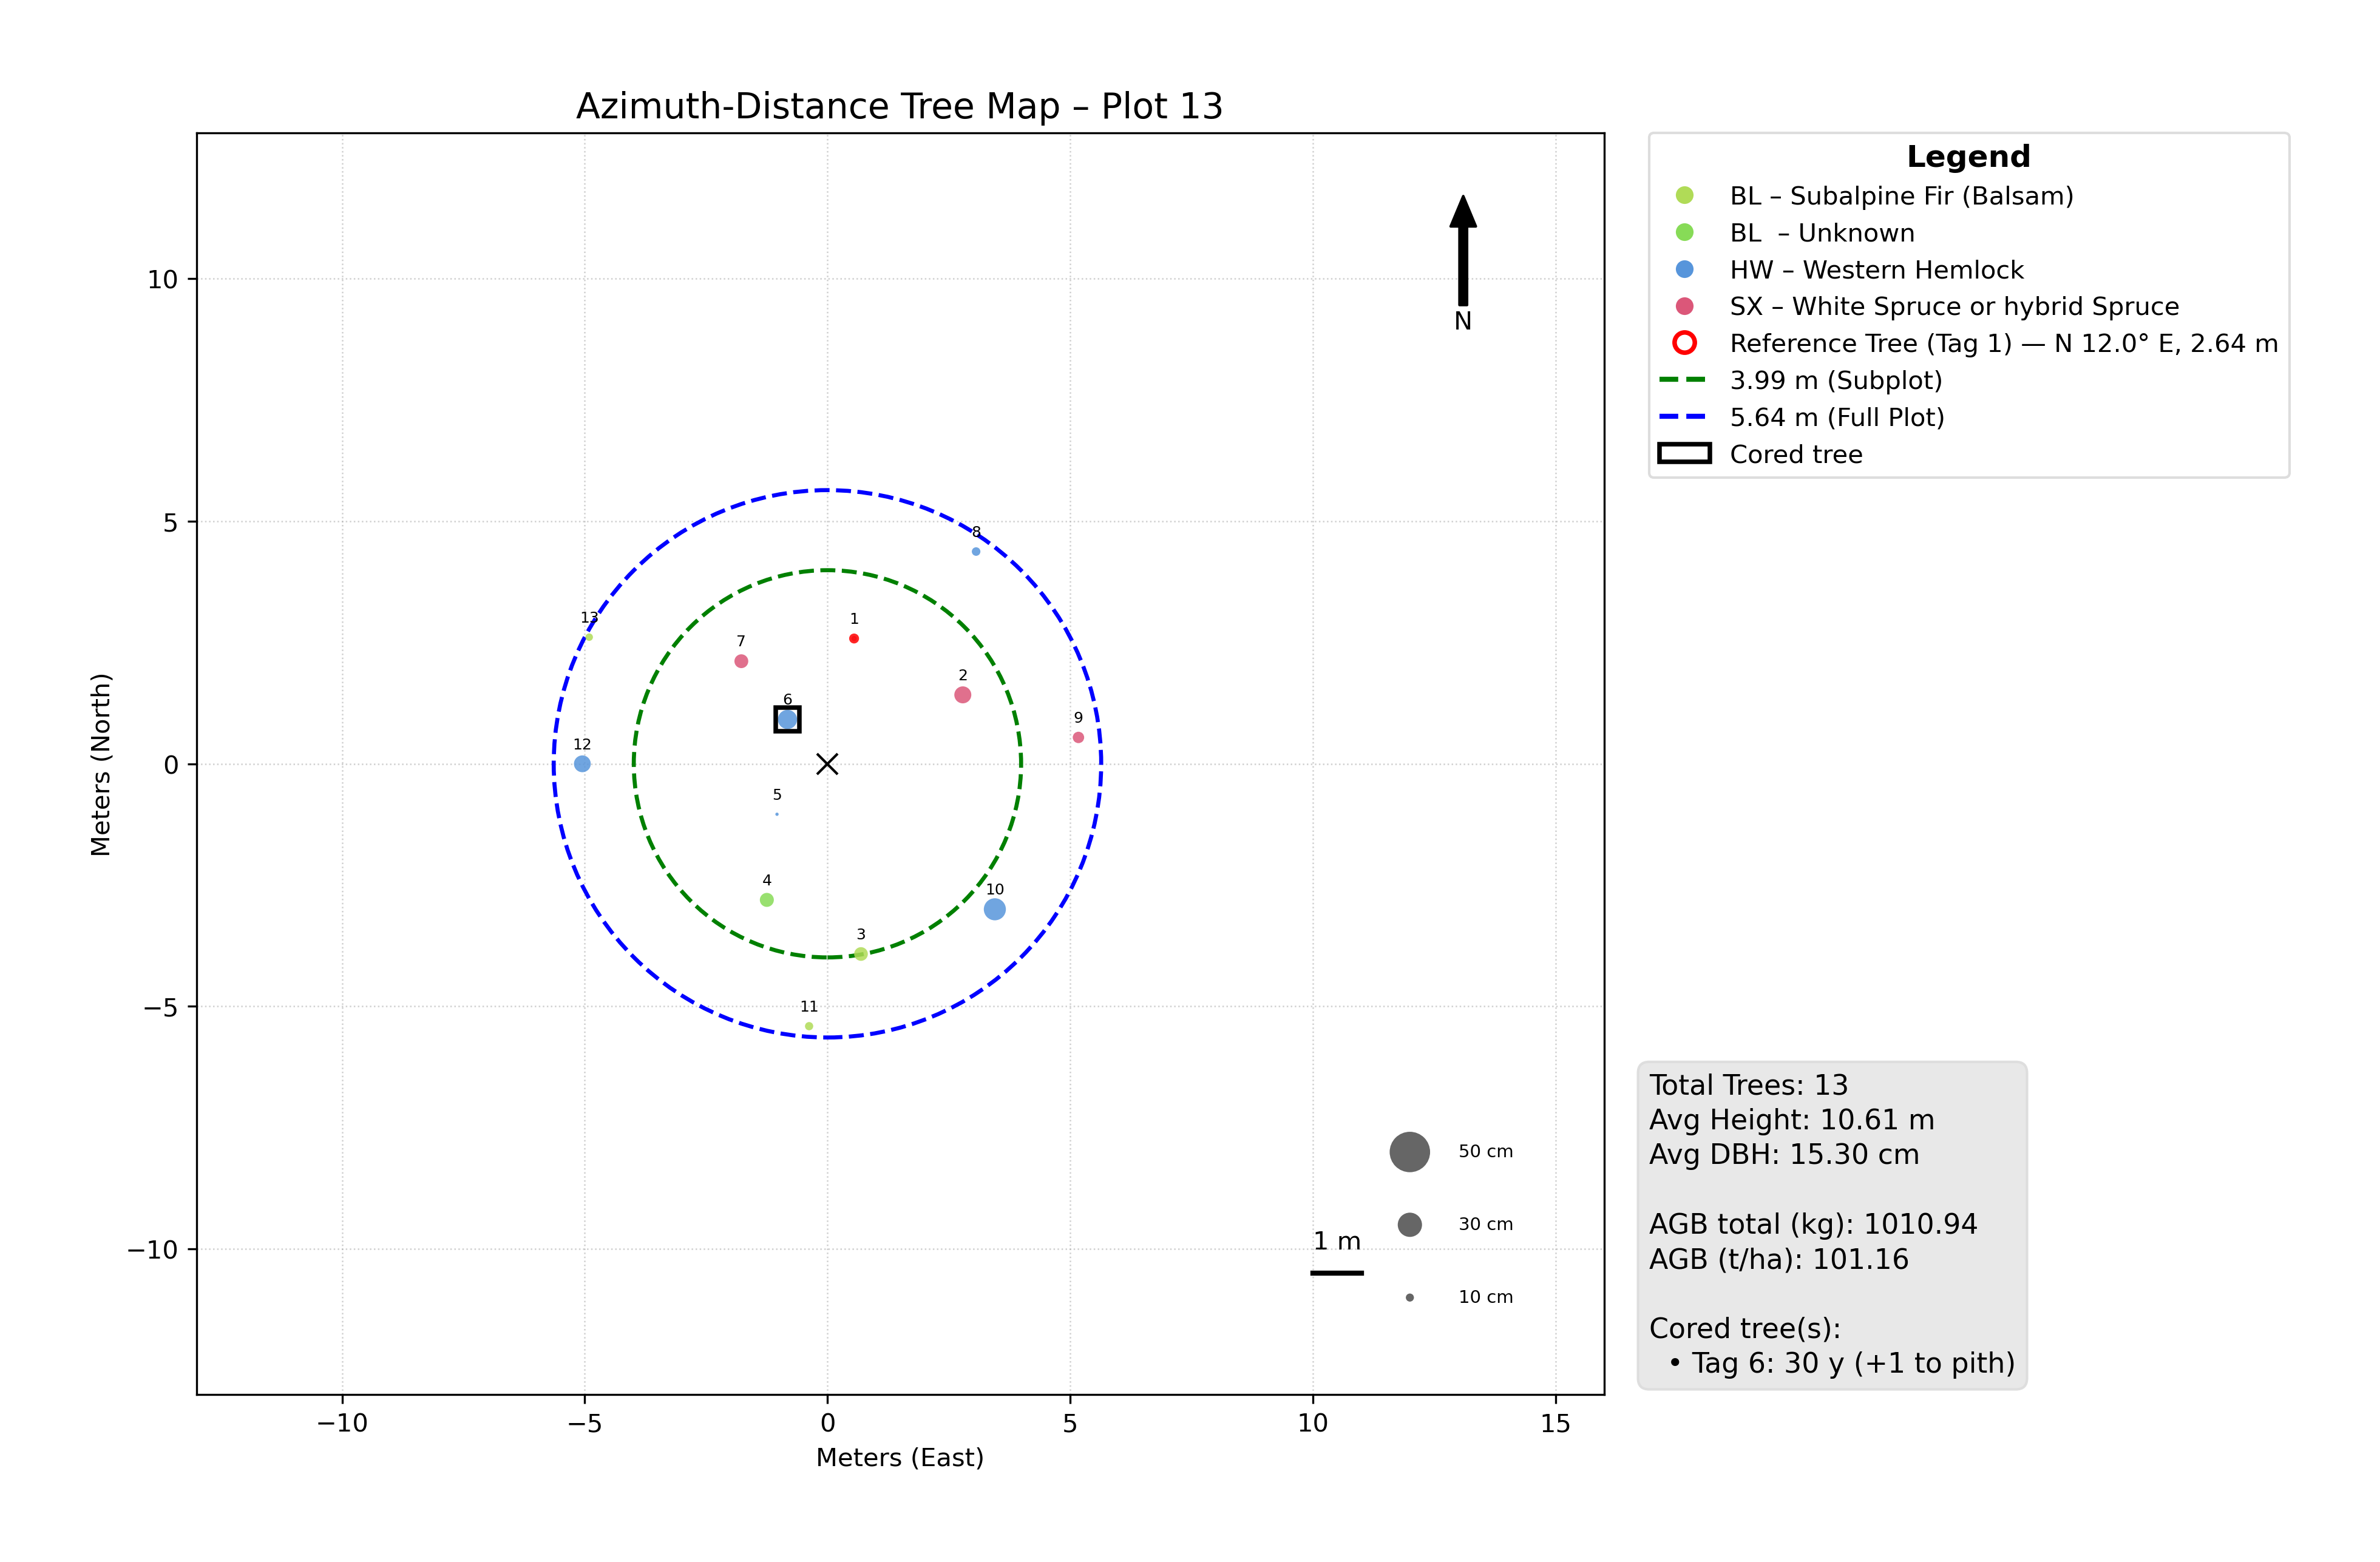 Azimuth-Distance Tree Map – Plot 13
Legend
BL – Subalpine Fir (Balsam)
BL  – Unknown
HW – Western Hemlock
SX – White Spruce or hybrid Spruce
Reference Tree (Tag 1) — N 12.0° E, 2.64 m
3.99 m (Subplot)
5.64 m (Full Plot)
Cored tree
N
10
5
0
−5
−10
Meters (North)
8
13
1
7
2
6
9
12
5
4
10
3
11
50 cm
30 cm
1 m
10 cm
−10
−5
0
5
10
15
Meters (East)
Total Trees: 13
Avg Height: 10.61 m
Avg DBH: 15.30 cm
AGB total (kg): 1010.94
AGB (t/ha): 101.16
Cored tree(s):
• Tag 6: 30 y (+1 to pith)